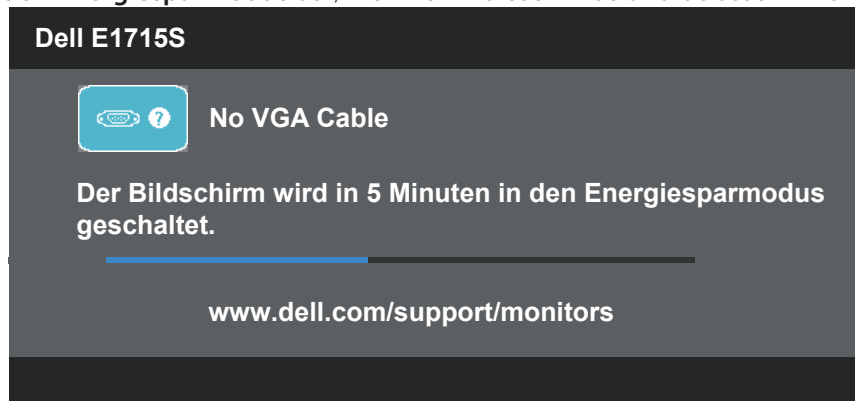 Dell E1715S
? No VGA Cable
Der Bildschirm wird in 5 Minuten in den Energiesparmodus
geschaltet.
www.dell.com/support/monitors